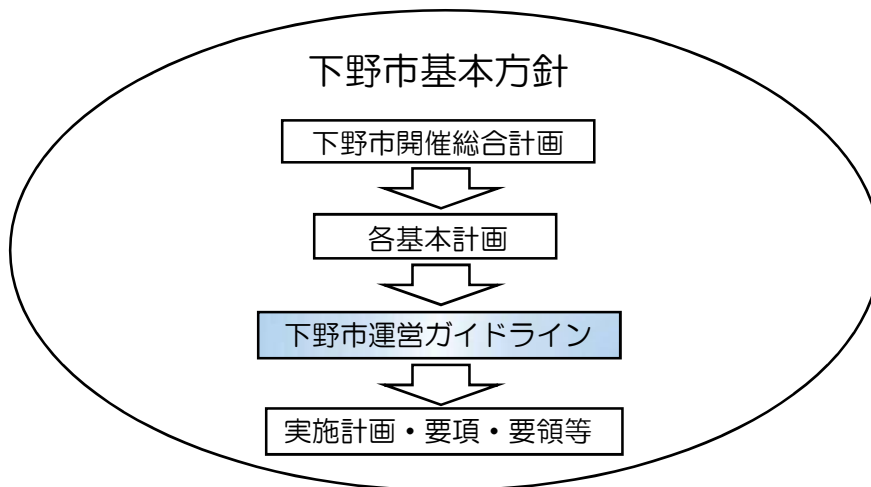 下野市基本方針
下野市開催総合計画
各基本計画
下野市運営ガイドライン
実施計画・要項・要領等